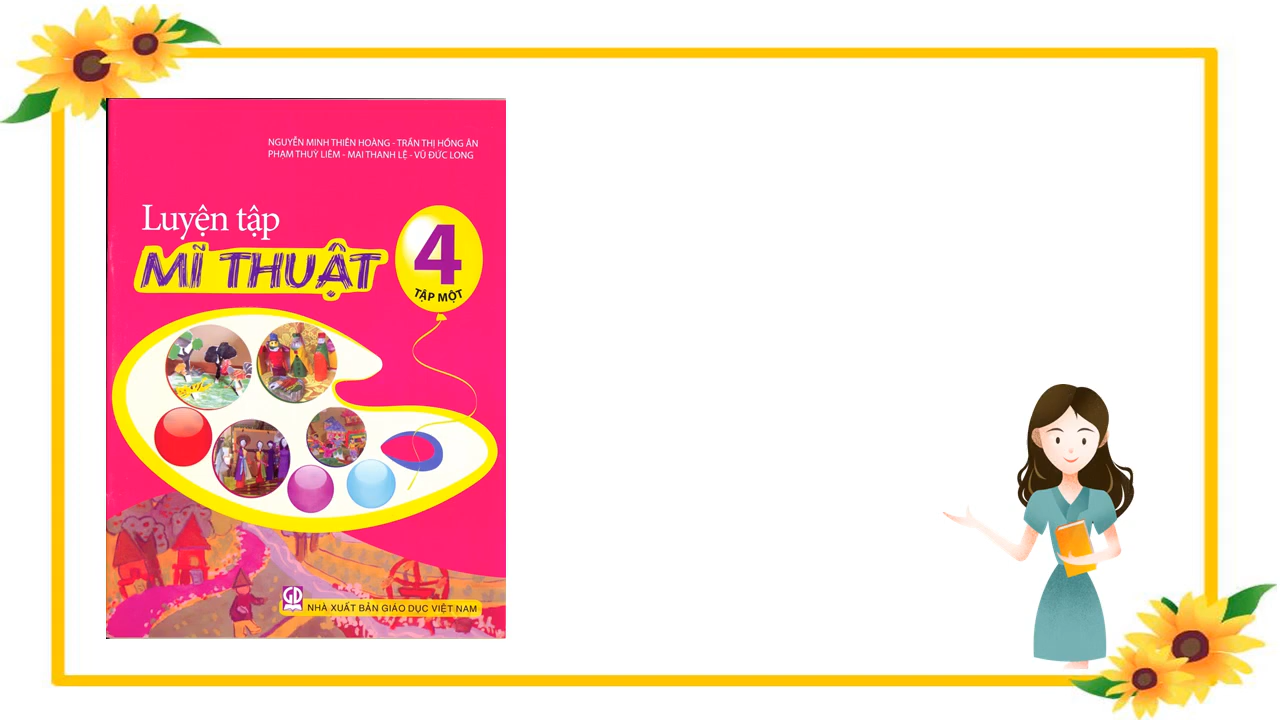 NGUYỄN MINH THIÊN HOÀNG - TRẦN THỊ HỒNG ÂN
PHẠM THUỲ LIÊM - MAI THANH LỆ - VŨ ĐỨC LONG
Luyện tập
MĨ THUẬT
4
TẬP MỘT
GD
NHÀ XUẤT BẢN GIÁO DỤC VIỆT NAM